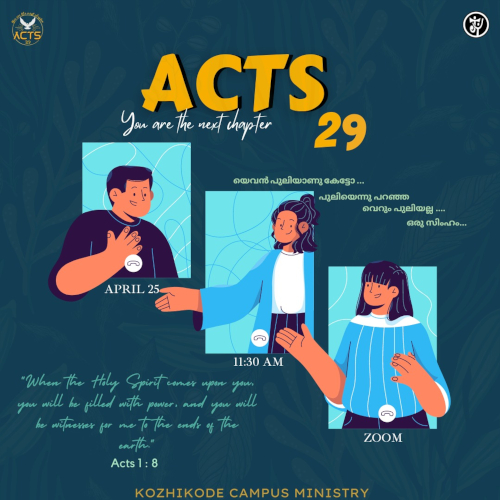 ACTS
29
ACTS
You are the next chapter
29
യെവൻ പുലിയാണു കേട്ടോ ...
പുലിയെന്നു പറഞ്ഞ
വെറും പുലിയല്ല ....
ഒരു സിംഹം...
APRIL 25
11:30 AM
ZOOM
"When the Holy Spirit comes upon you,
you will be filled with power, and you will
be witnesses for me to the ends of the
earth."
Acts 1 : 8
KOZHIKODE CAMPUS MINISTRY